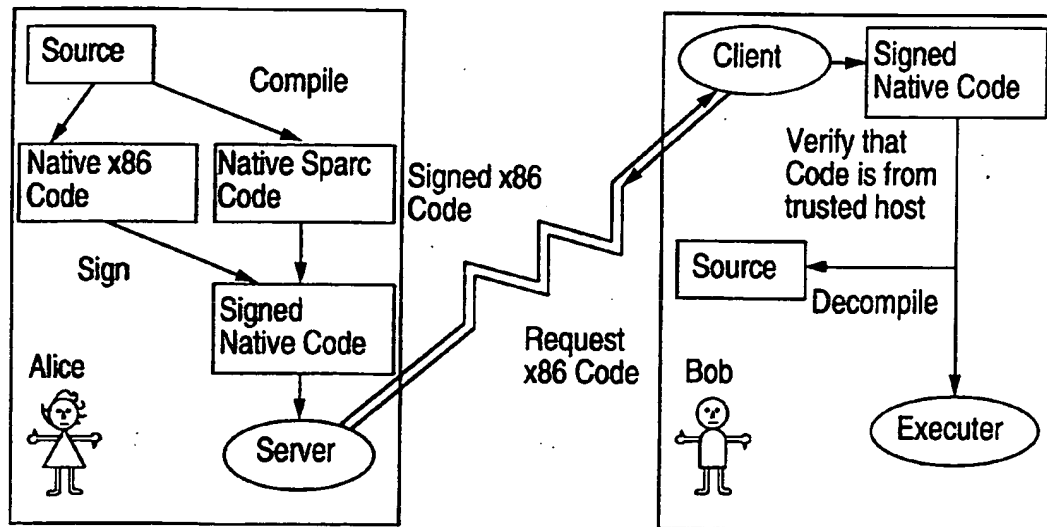 Source
Compile
Native x86
Code
Native Sparc
Code
Signed x86
Code
Sign
Signed
Native Code
Alice
Server
Request
x86 Code
Client
Signed
Native Code
Verify that
Code is from
trusted host
Source
Decompile
Bob
Executer